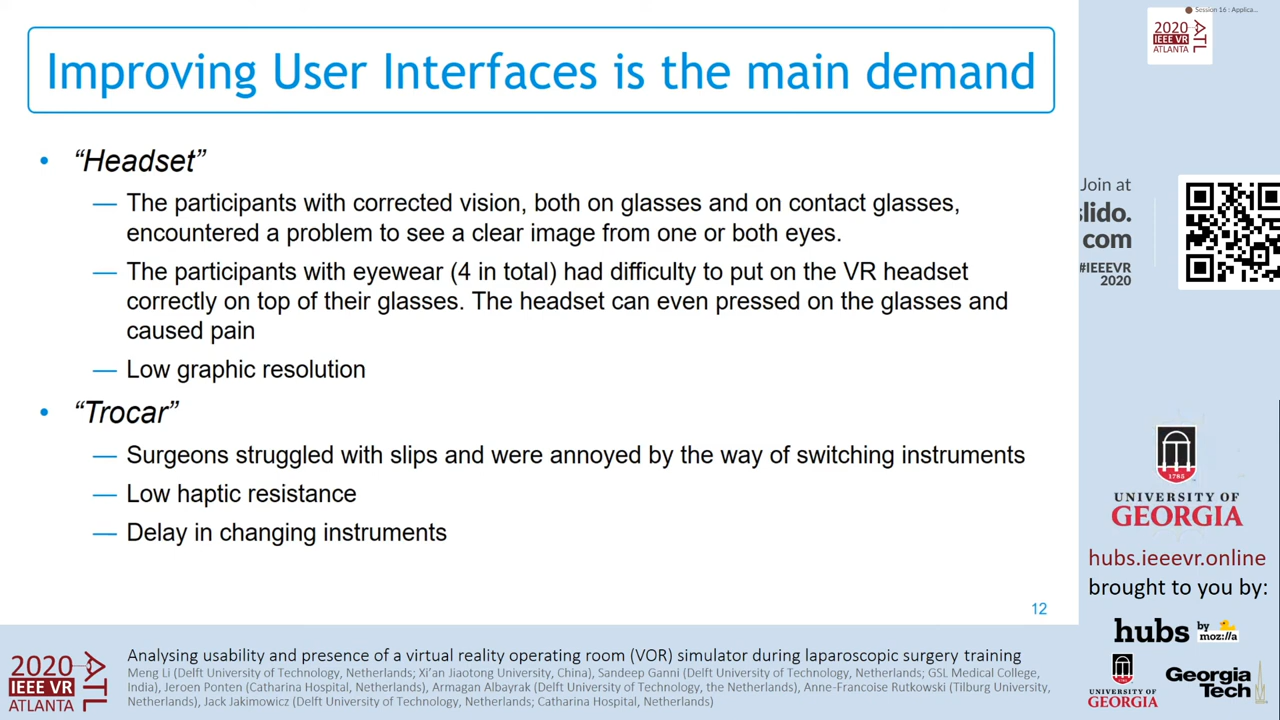 Improving User Interfaces is the main demand
• “Headset”
— The participants with corrected vision, both on glasses and on contact glasses,
encountered a problem to see a clear image from one or both eyes.
— The participants with eyewear (4 in total) had difficulty to put on the VR headset
correctly on top of their glasses. The headset can even pressed on the glasses and
caused pain
— Low graphic resolution
• “Trocar”
— Surgeons struggled with slips and were annoyed by the way of switching instruments
— Low haptic resistance
— Delay in changing instruments
12
Session 16 : Applica...
2020
IEEE VR
ATLANTA
ATL
Join at
slido.
com
#IEEEVR
2020
1785
UNIVERSITY OF
GEORGIA
hubs.ieeevr.online
brought to you by:
hubs by
moz://a
UNIVERSITY OF
GEORGIA
Georgia
Tech
2020
IEEE VR
ATLANTA
ATL
Analysing usability and presence of a virtual reality operating room (VOR) simulator during laparoscopic surgery training
Meng Li (Delft University of Technology, Netherlands; Xi’an Jiaotong University, China), Sandeep Ganni (Delft University of Technology, Netherlands; GSL Medical College,
India), Jeroen Ponten (Catharina Hospital, Netherlands), Armagan Albayrak (Delft University of Technology, the Netherlands), Anne-Francoise Rutkowski (Tilburg University,
Netherlands), Jack Jakimowicz (Delft University of Technology, Netherlands; Catharina Hospital, Netherlands)